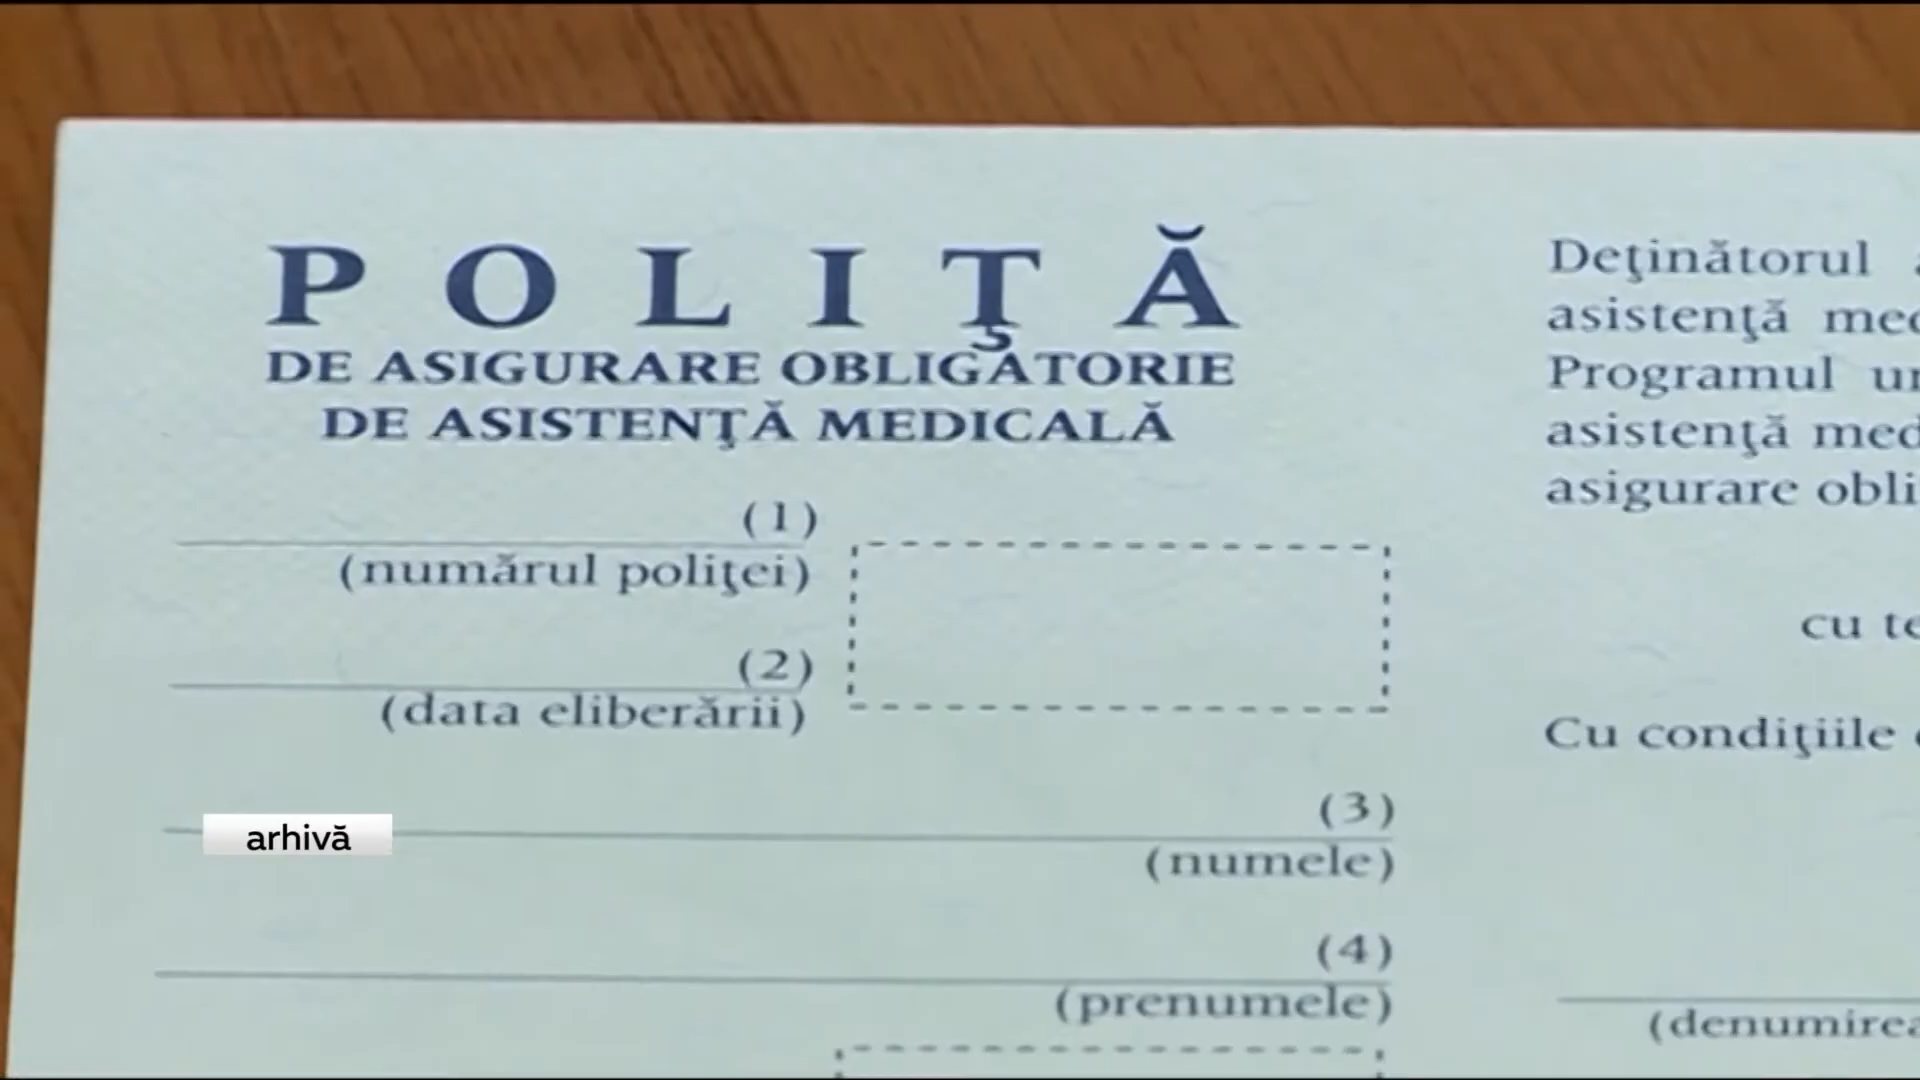 POLIŢĂ
DE ASIGURARE OBLIGATORIE
DE ASISTENŢĂ MEDICALĂ
(1)
(numărul poliţei)
(2)
(data eliberării)
(3)
(numele)
(4)
(prenumele)
Deţinătorul
asistenţă
Programul
asistenţă
asigurare
cu
Cu condiţiile
arhivă